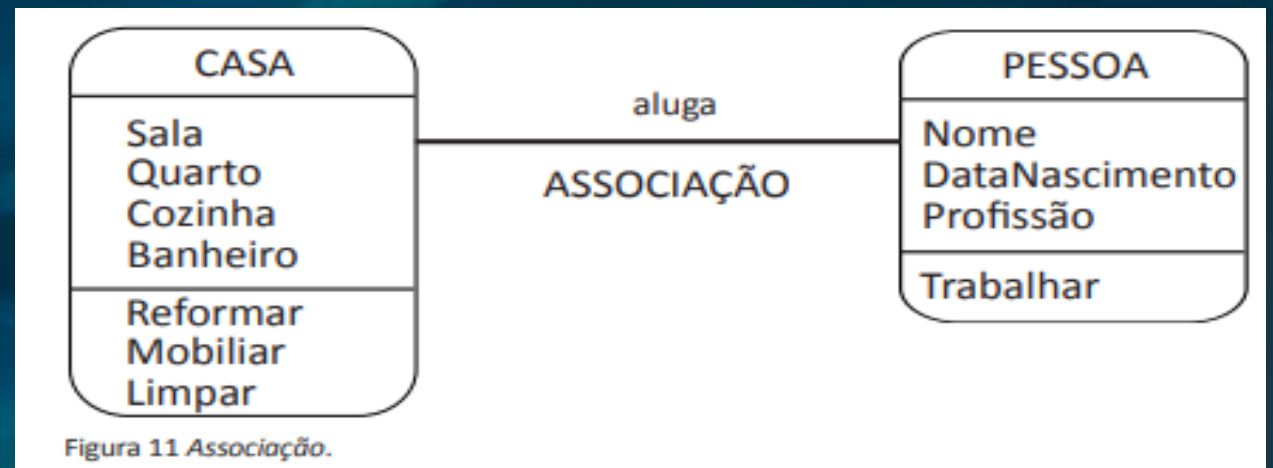 CASA
Sala
Quarto
Cozinha
Banheiro
Reformar
Mobiliar
Limpar
aluga
ASSOCIAÇÃO
PESSOA
Nome
DataNascimento
Profissão
Trabalhar
Figura 11 Associação.